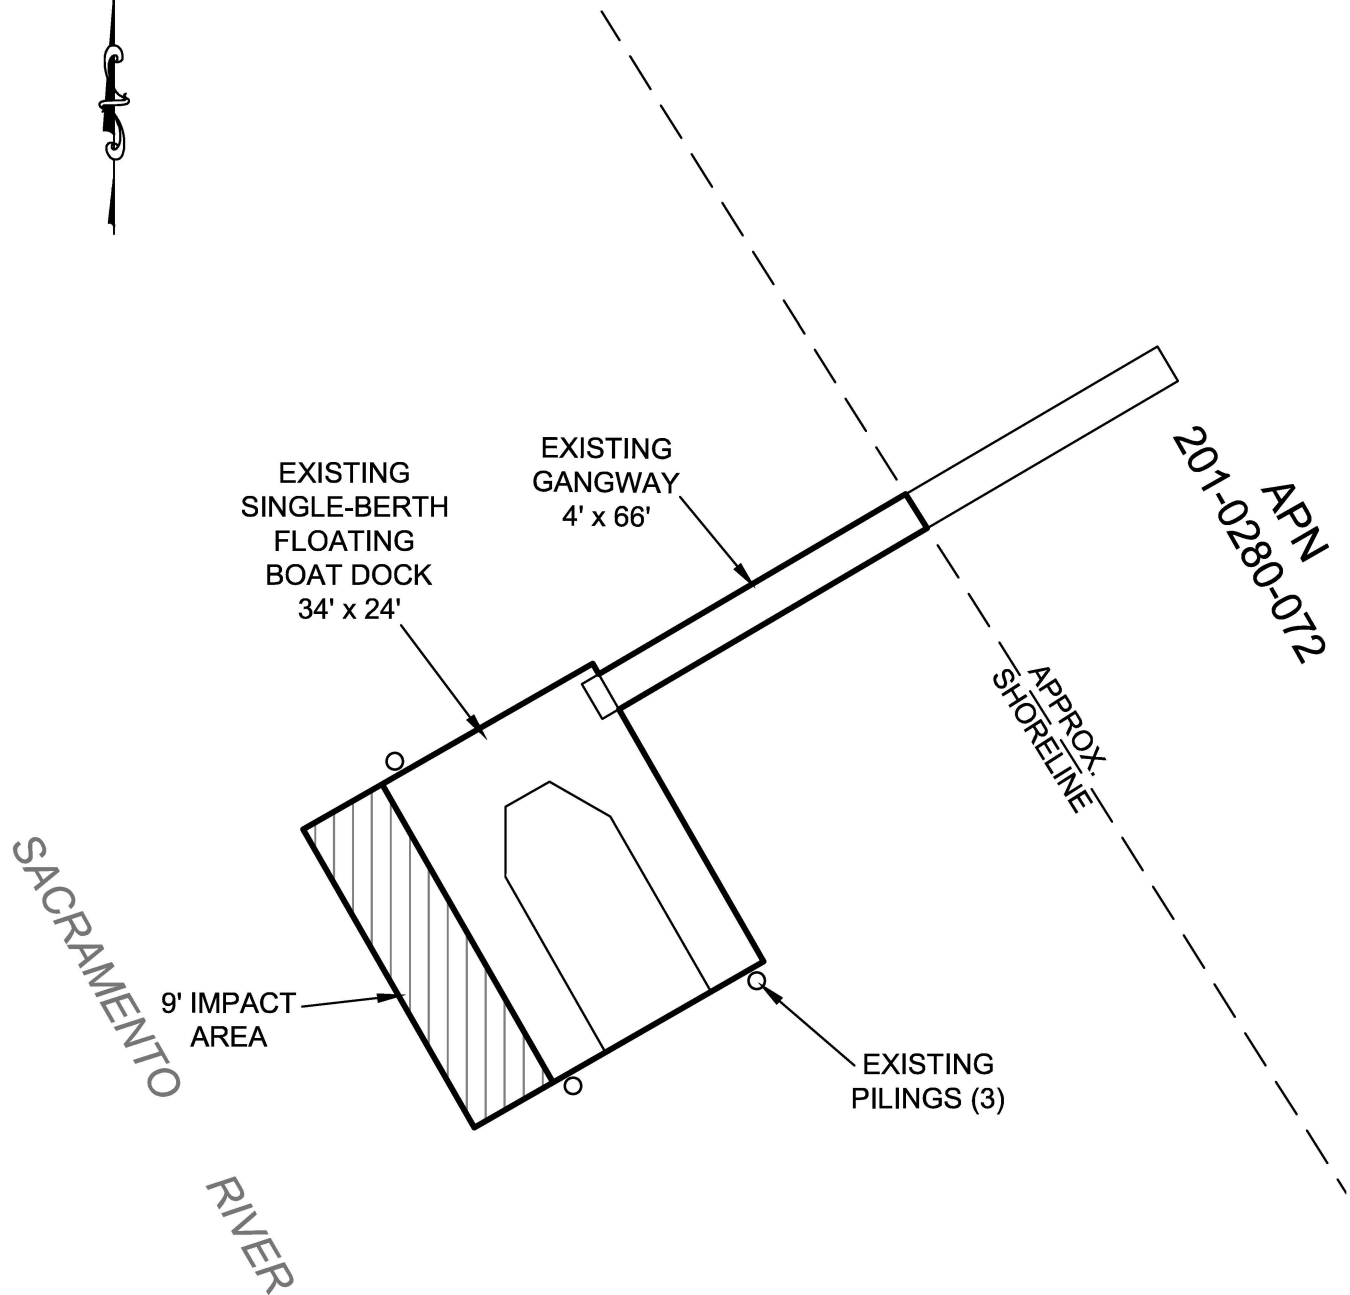 EXISTING
GANGWAY
4' x 66'
EXISTING
SINGLE-BERTH
FLOATING
BOAT DOCK
34' x 24'
APN
201-0280-072
APPROX.
SHORELINE
SACRAMENTO
RIVER
9' IMPACT
AREA
EXISTING
PILINGS (3)